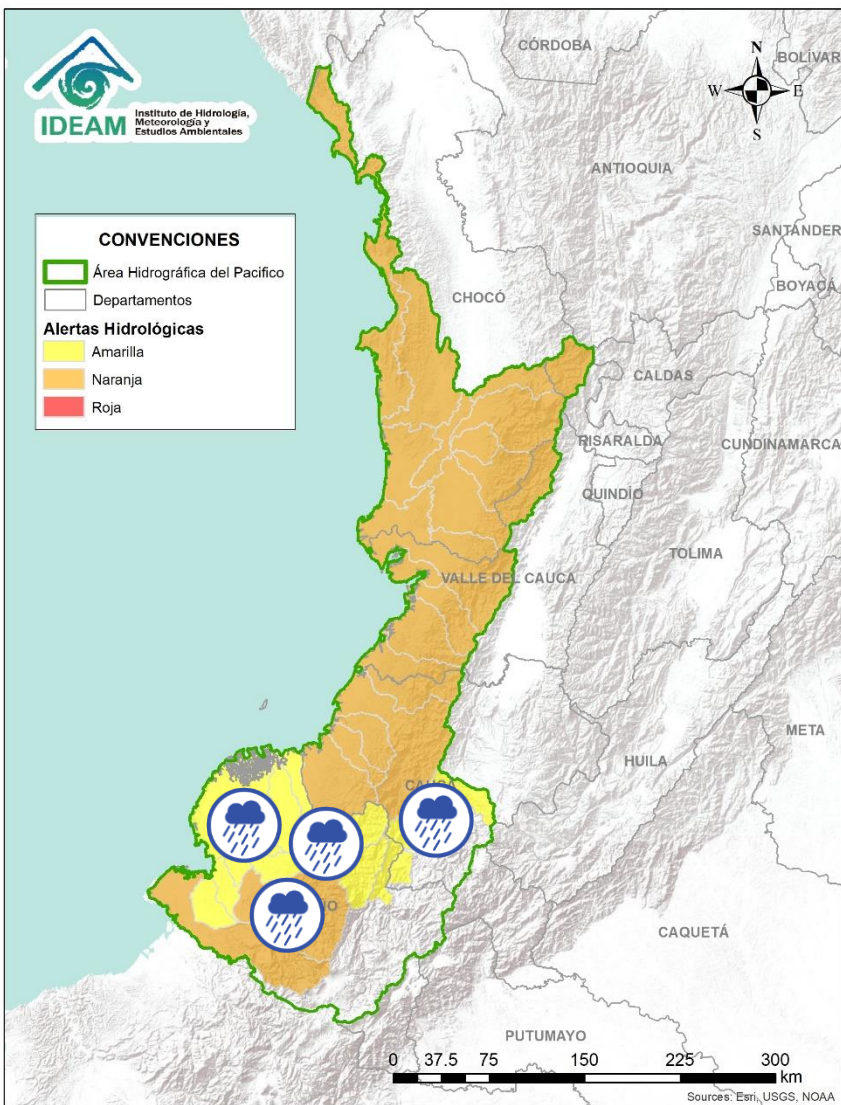 IDEAM
Instituto de Hidrología,
Meteorología y
Estudios Ambientales
CÓRDOBA
BOLÍVAR
N
W
E
S
ANTIOQUIA
SANTANDER
BOYACÁ
CONVENCIONES
Área Hidrográfica del Pacifico
Departamentos
Alertas Hidrológicas
Amarilla
Naranja
Roja
CHOCÓ
CALDAS
RISARALDA
CUNDINAMARCA
QUINDÍO
TOLIMA
VALLE DEL CAUCA
META
HUILA
CAUCA
CAQUETÁ
PUTUMAYO
0 37.5 75 150 225 300
km
Sources: Esri, USGS, NOAA